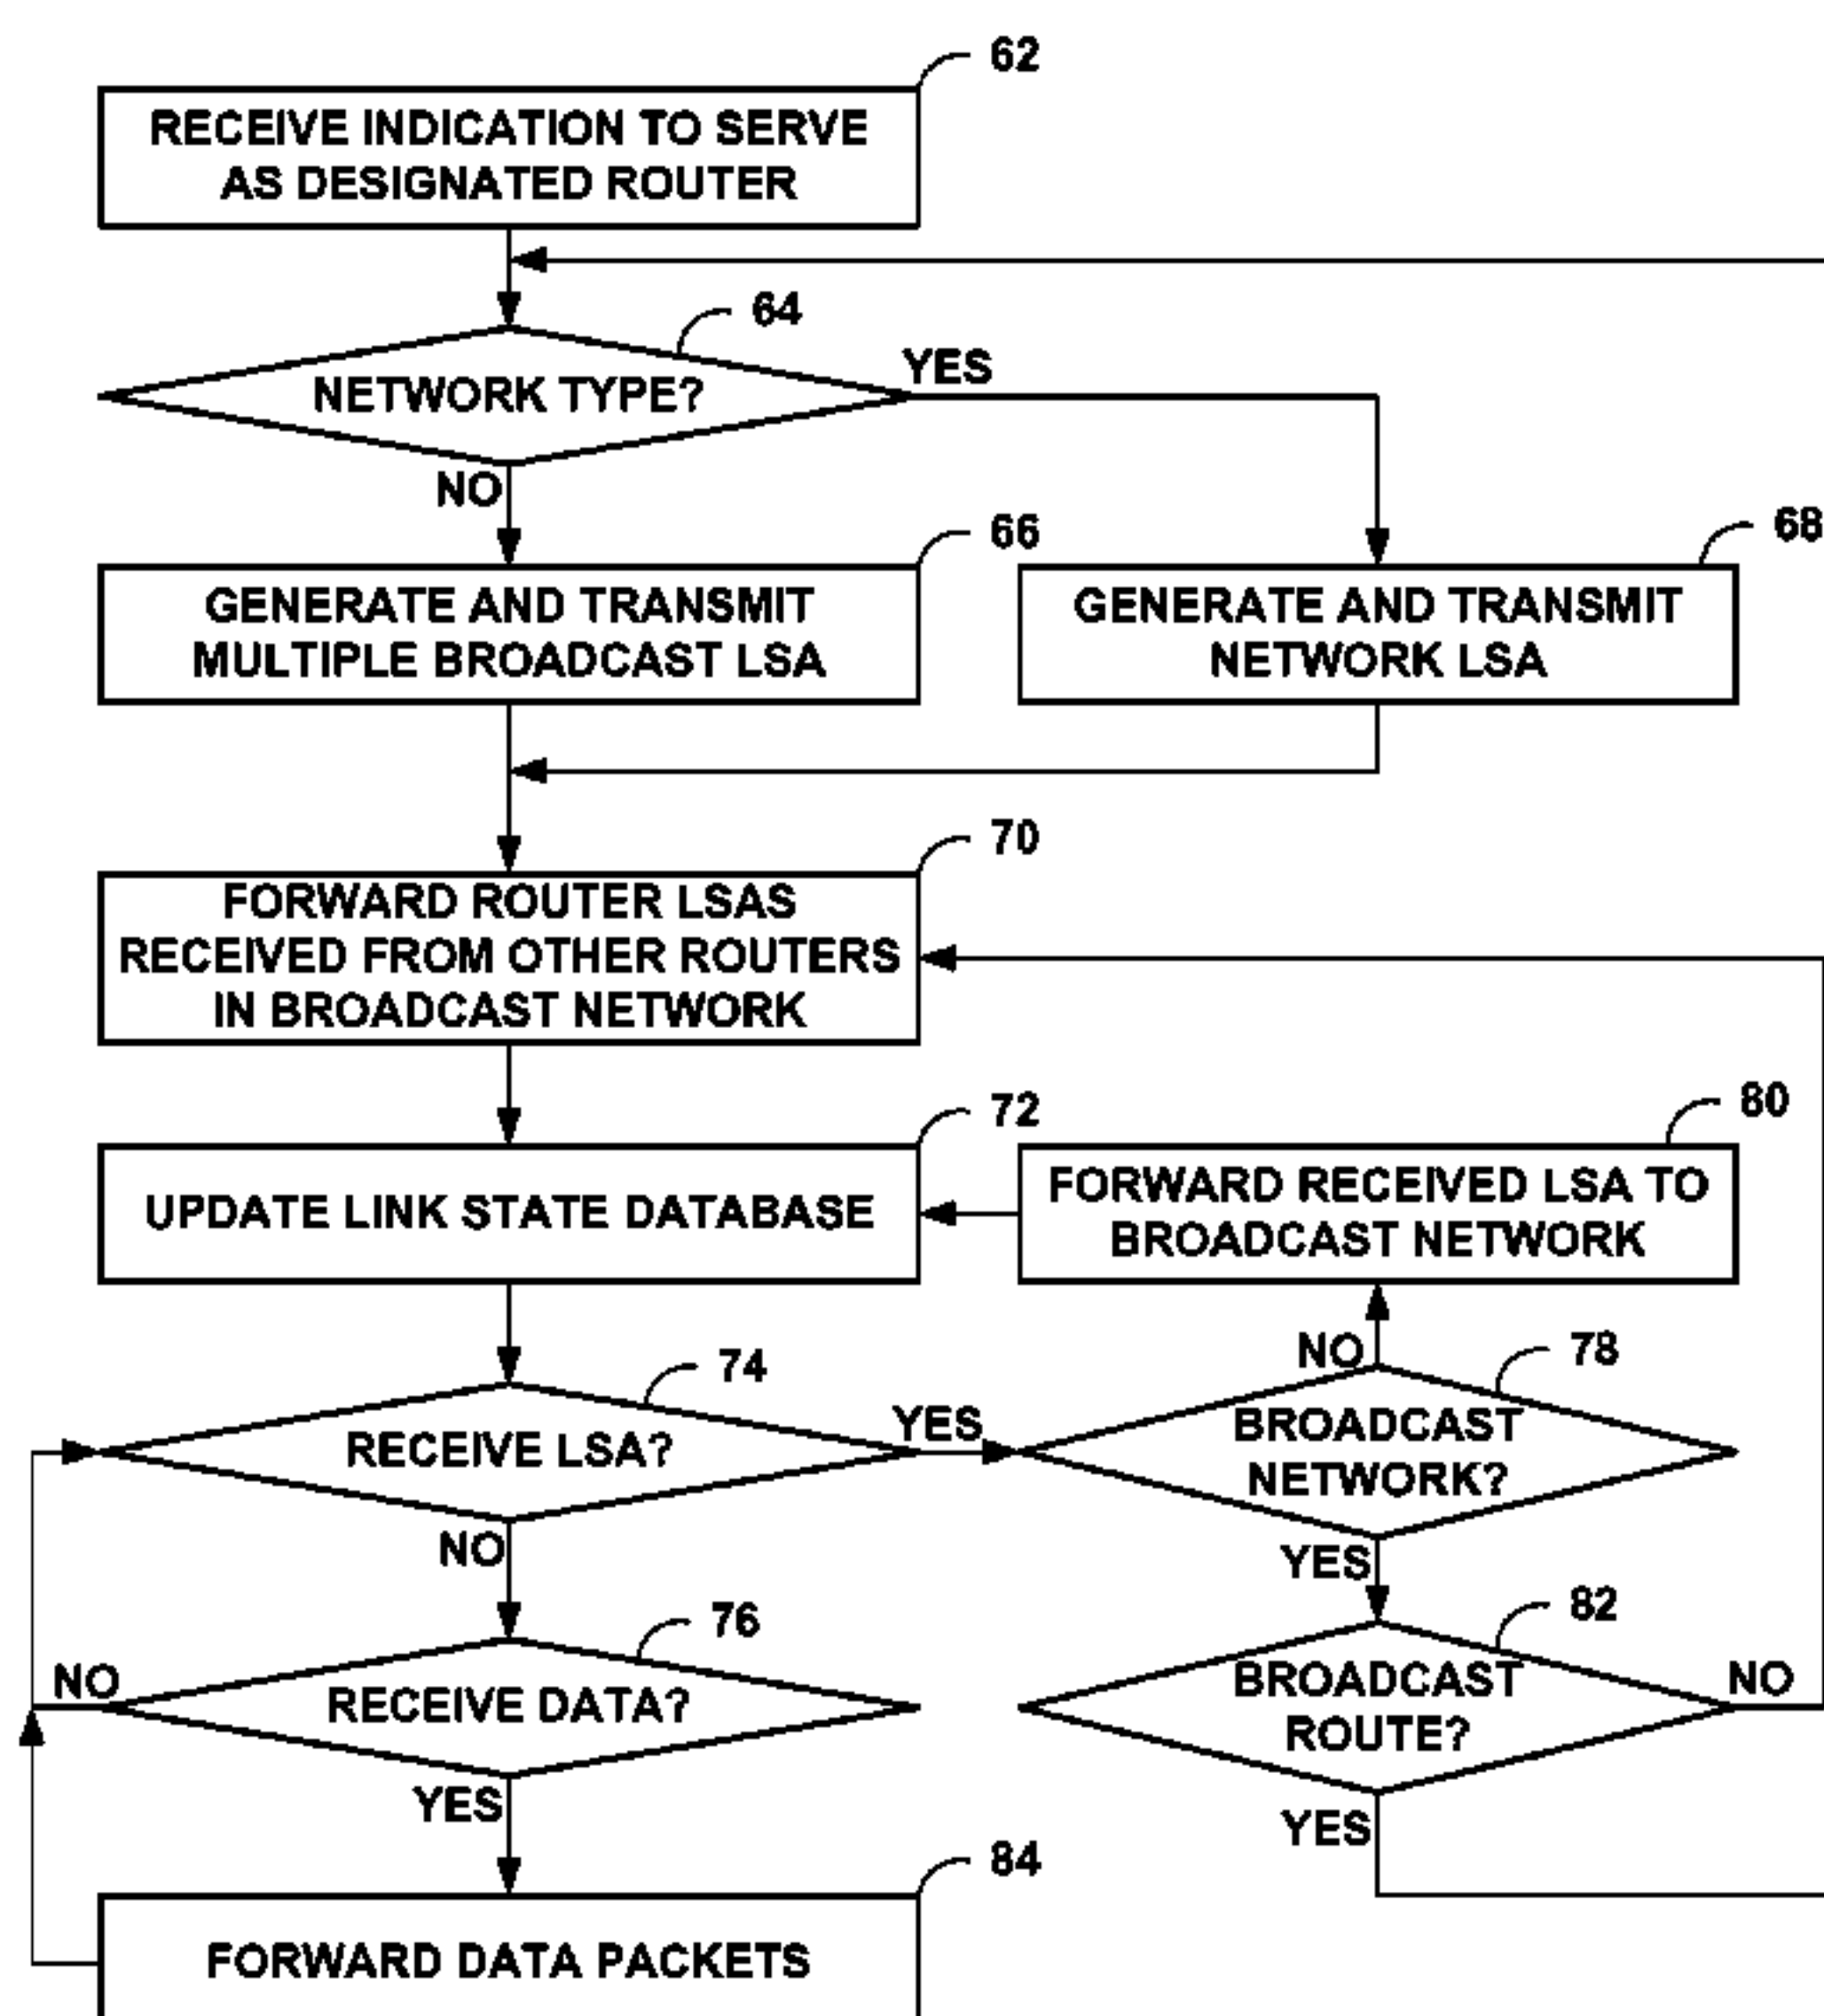 62
RECEIVE INDICATION TO SERVE
AS DESIGNATED ROUTER
64
NETWORK TYPE?
YES
NO
66
GENERATE AND TRANSMIT
MULTIPLE BROADCAST LSA
68
GENERATE AND TRANSMIT
NETWORK LSA
70
FORWARD ROUTER LSAS
RECEIVED FROM OTHER ROUTERS
IN BROADCAST NETWORK
72
UPDATE LINK STATE DATABASE
80
FORWARD RECEIVED LSA TO
BROADCAST NETWORK
74
RECEIVE LSA?
YES
NO
NO
78
BROADCAST
NETWORK?
YES
76
RECEIVE DATA?
NO
YES
82
BROADCAST
ROUTE?
NO
YES
84
FORWARD DATA PACKETS